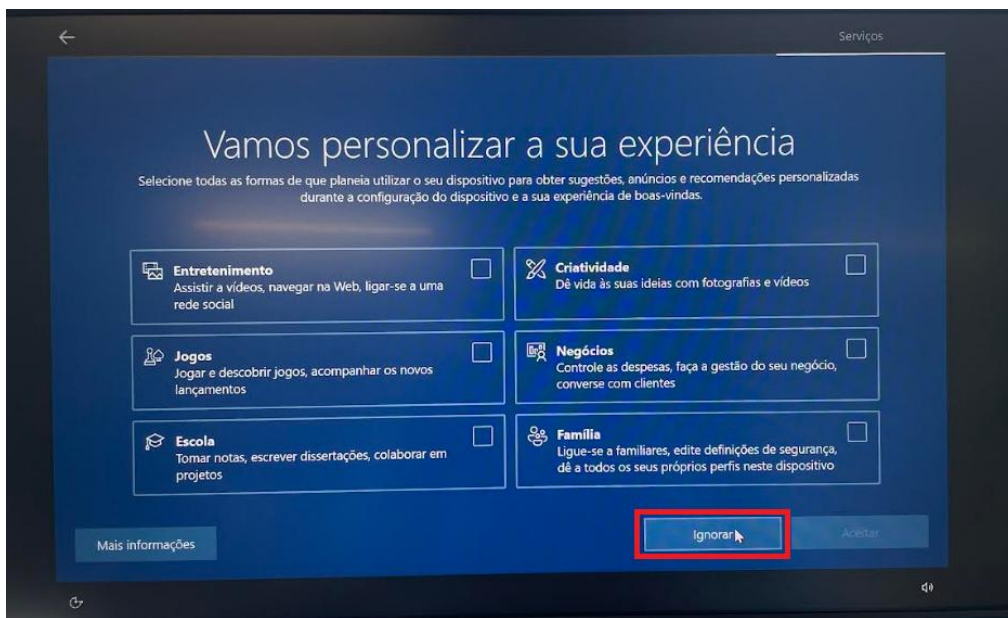 Serviços
Vamos personalizar a sua experiência
Selecione todas as formas de que planeia utilizar o seu dispositivo para obter sugestões, anúncios e recomendações personalizadas
durante a configuração do dispositivo e a sua experiência de boas-vindas.
Entretenimento
Assistir a vídeos, navegar na Web, ligar-se a uma
rede social
Criatividade
Dê vida às suas ideias com fotografias e vídeos
Jogos
Jogar e descobrir jogos, acompanhar os novos
lançamentos
Negócios
Controle as despesas, faça a gestão do seu negócio,
converse com clientes
Escola
Tomar notas, escrever dissertações, colaborar em
projetos
Família
Ligue-se a familiares, edite definições de segurança,
dê a todos os seus próprios perfis neste dispositivo
Mais informações
Ignorar
Aceitar